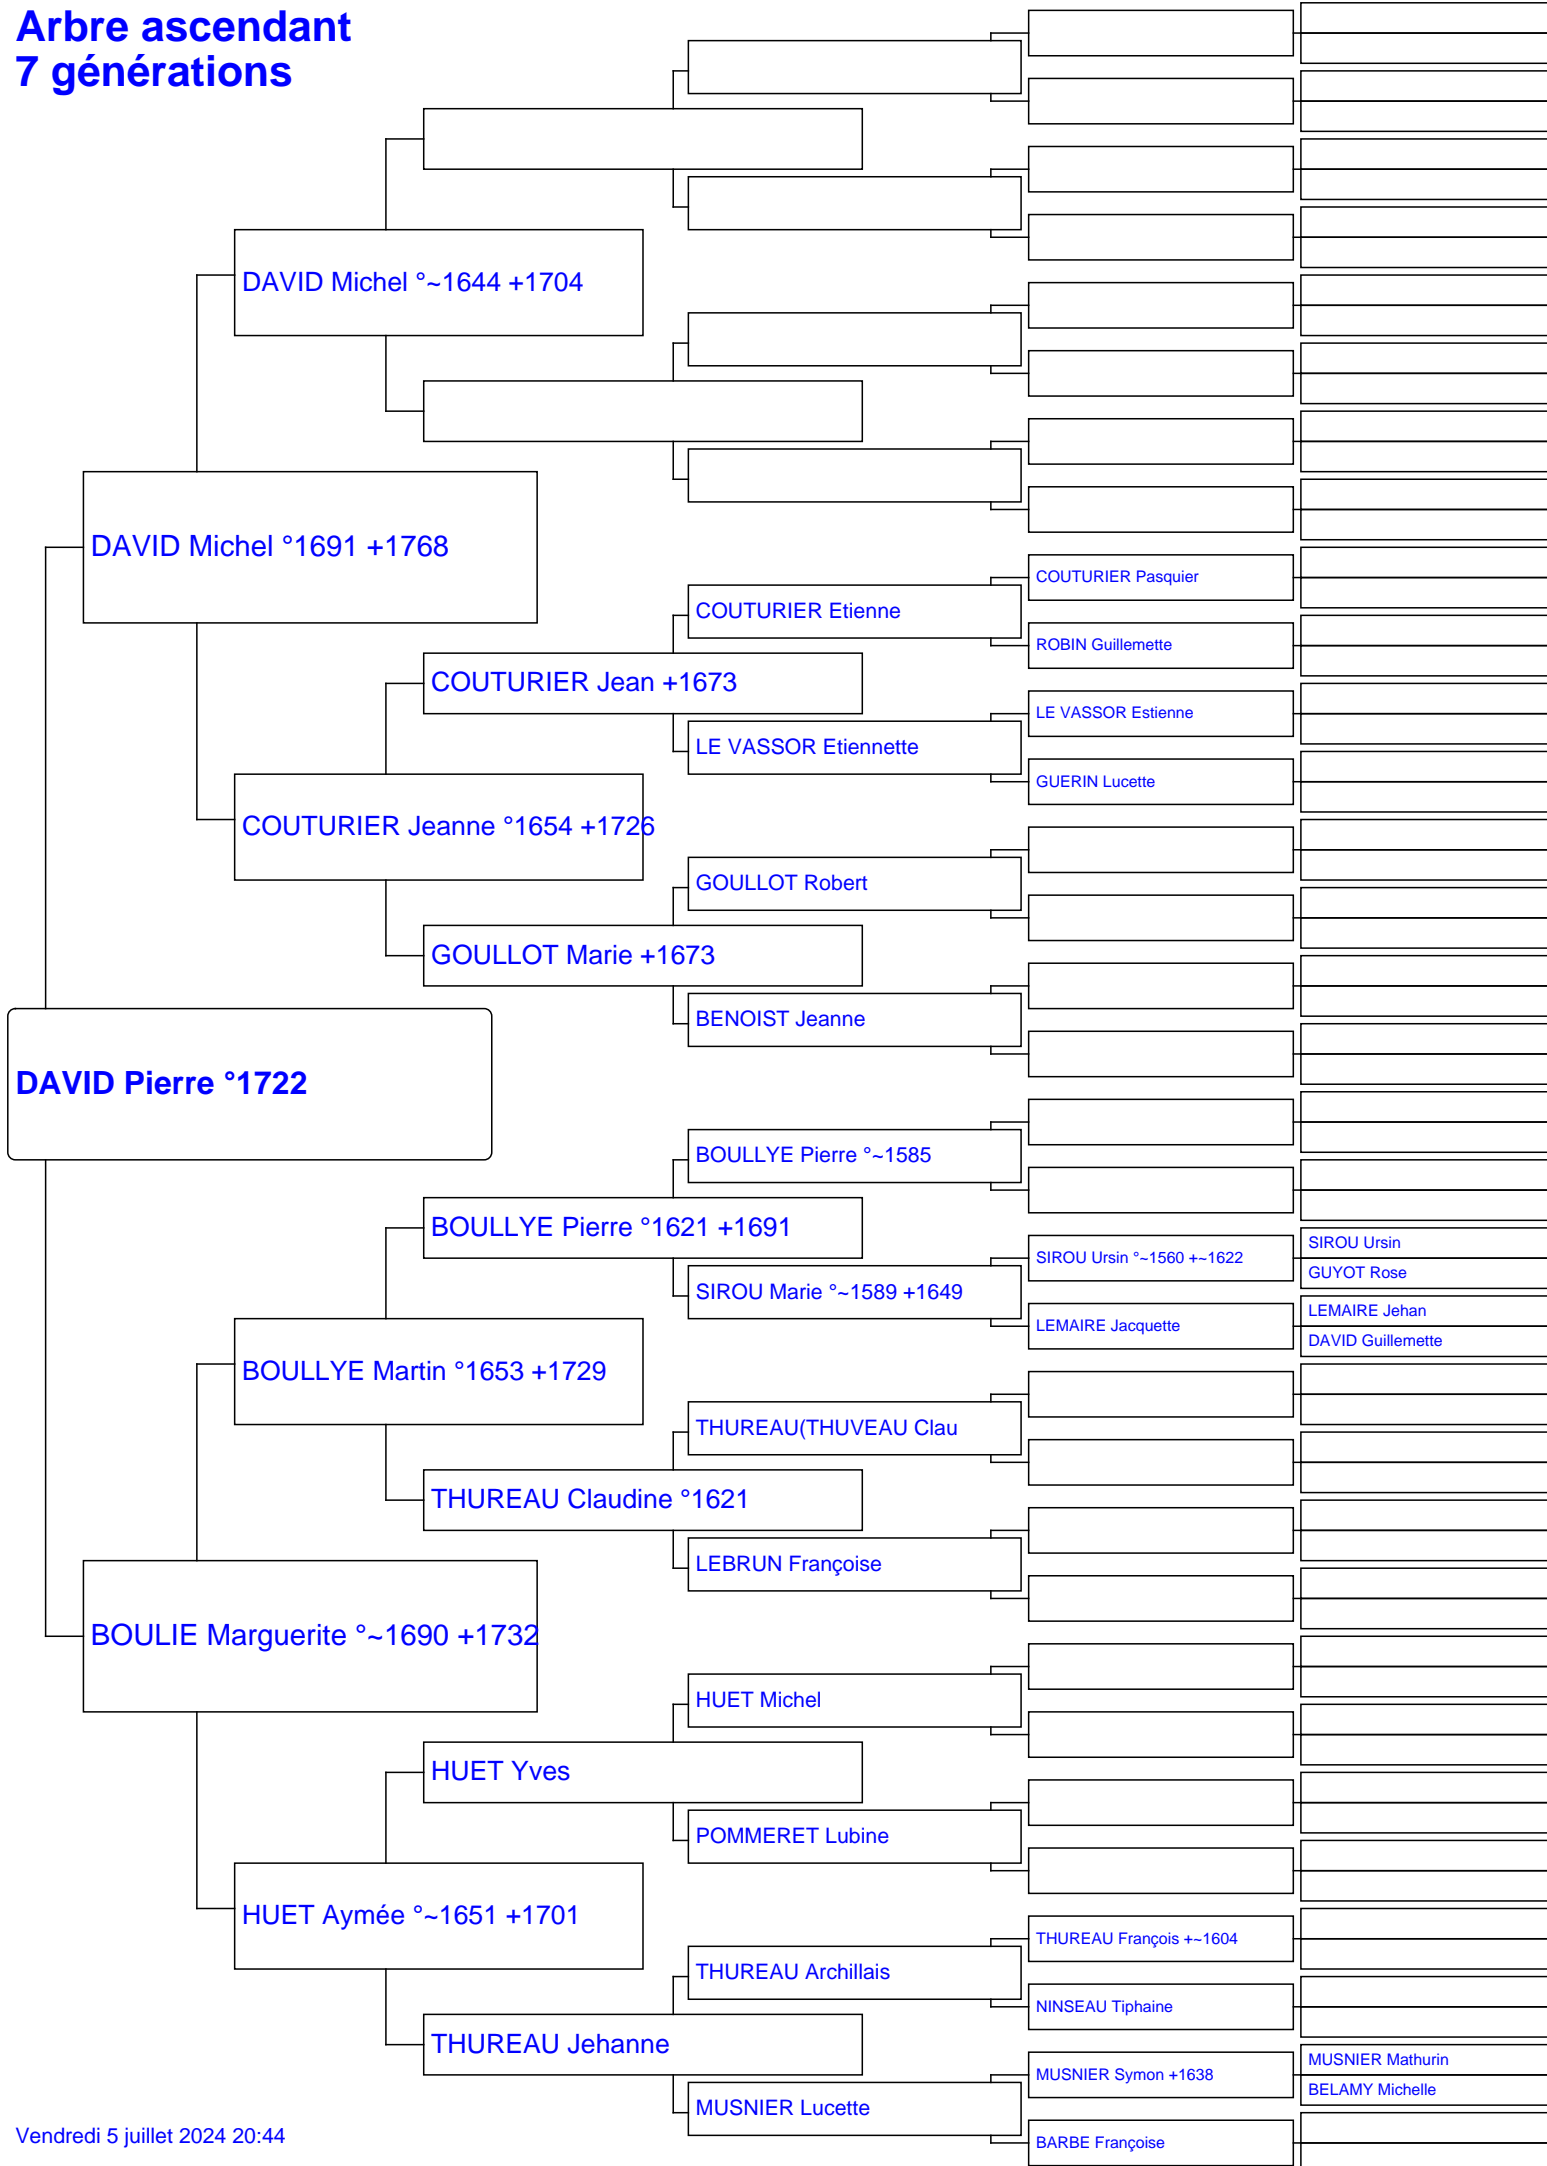 Arbre ascendant
7 générations
DAVID Michel °~1644 +1704
DAVID Michel °1691 +1768
COUTURIER Pasquier
COUTURIER Etienne
ROBIN Guillemette
COUTURIER Jean +1673
LE VASSOR Estienne
LE VASSOR Etiennette
GUERIN Lucette
COUTURIER Jeanne °1654 +1726
GOULLOT Robert
GOULLOT Marie +1673
BENOIST Jeanne
DAVID Pierre °1722
BOULLYE Pierre °~1585
BOULLYE Pierre °1621 +1691
SIROU Ursin
SIROU Ursin °~1560 +~1622
GUYOT Rose
SIROU Marie °~1589 +1649
LEMAIRE Jehan
LEMAIRE Jacquette
DAVID Guillemette
BOULLYE Martin °1653 +1729
THUREAU(THUVEAU Clau
THUREAU Claudine °1621
LEBRUN Françoise
BOULIE Marguerite °~1690 +1732
HUET Michel
HUET Yves
POMMERET Lubine
HUET Aymée °~1651 +1701
THUREAU François +~1604
THUREAU Archillais
NINSEAU Tiphaine
THUREAU Jehanne
MUSNIER Mathurin
MUSNIER Symon +1638
BELAMY Michelle
MUSNIER Lucette
BARBE Françoise
Vendredi 5 juillet 2024 20:44